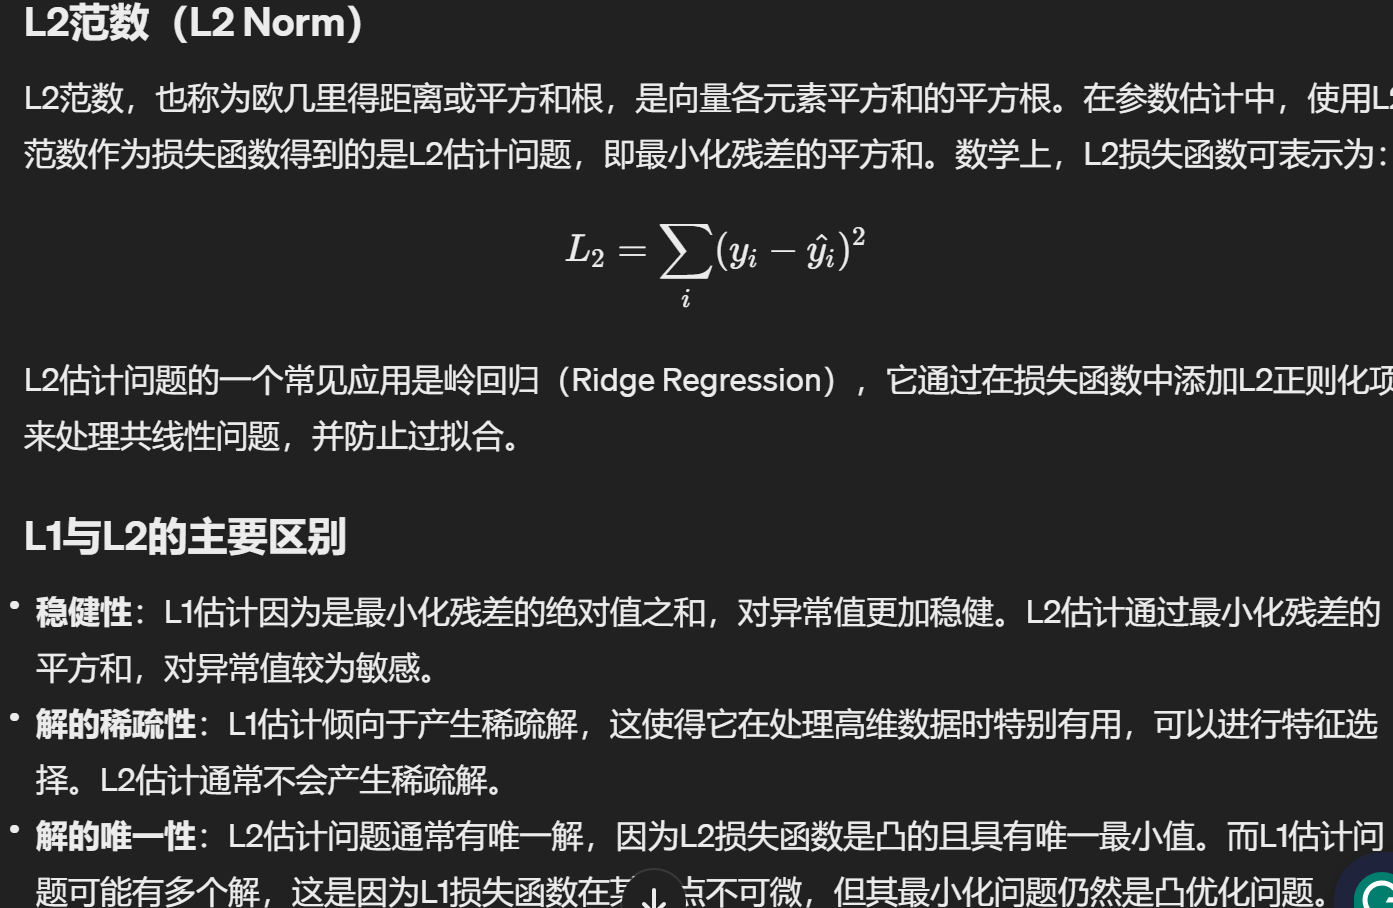 L2范数（L2 Norm）
L2范数，也称为欧几里得距离或平方和根，是向量各元素平方和的平方根。在参数估计中，使用L2
范数作为损失函数得到的是L2估计问题，即最小化残差的平方和。数学上，L2损失函数可表示为：
L₂ = ∑ᵢ (yᵢ − ŷᵢ)²
L2估计问题的一个常见应用是岭回归（Ridge Regression），它通过在损失函数中添加L2正则化项
来处理共线性问题，并防止过拟合。
L1与L2的主要区别
• 稳健性：L1估计因为是最小化残差的绝对值之和，对异常值更加稳健。L2估计通过最小化残差的
平方和，对异常值较为敏感。
• 解的稀疏性：L1估计倾向于产生稀疏解，这使得它在处理高维数据时特别有用，可以进行特征选
择。L2估计通常不会产生稀疏解。
• 解的唯一性：L2估计问题通常有唯一解，因为L2损失函数是凸的且具有唯一最小值。而L1估计问
题可能有多个解，这是因为L1损失函数在某点不可微，但其最小化问题仍然是凸优化问题。